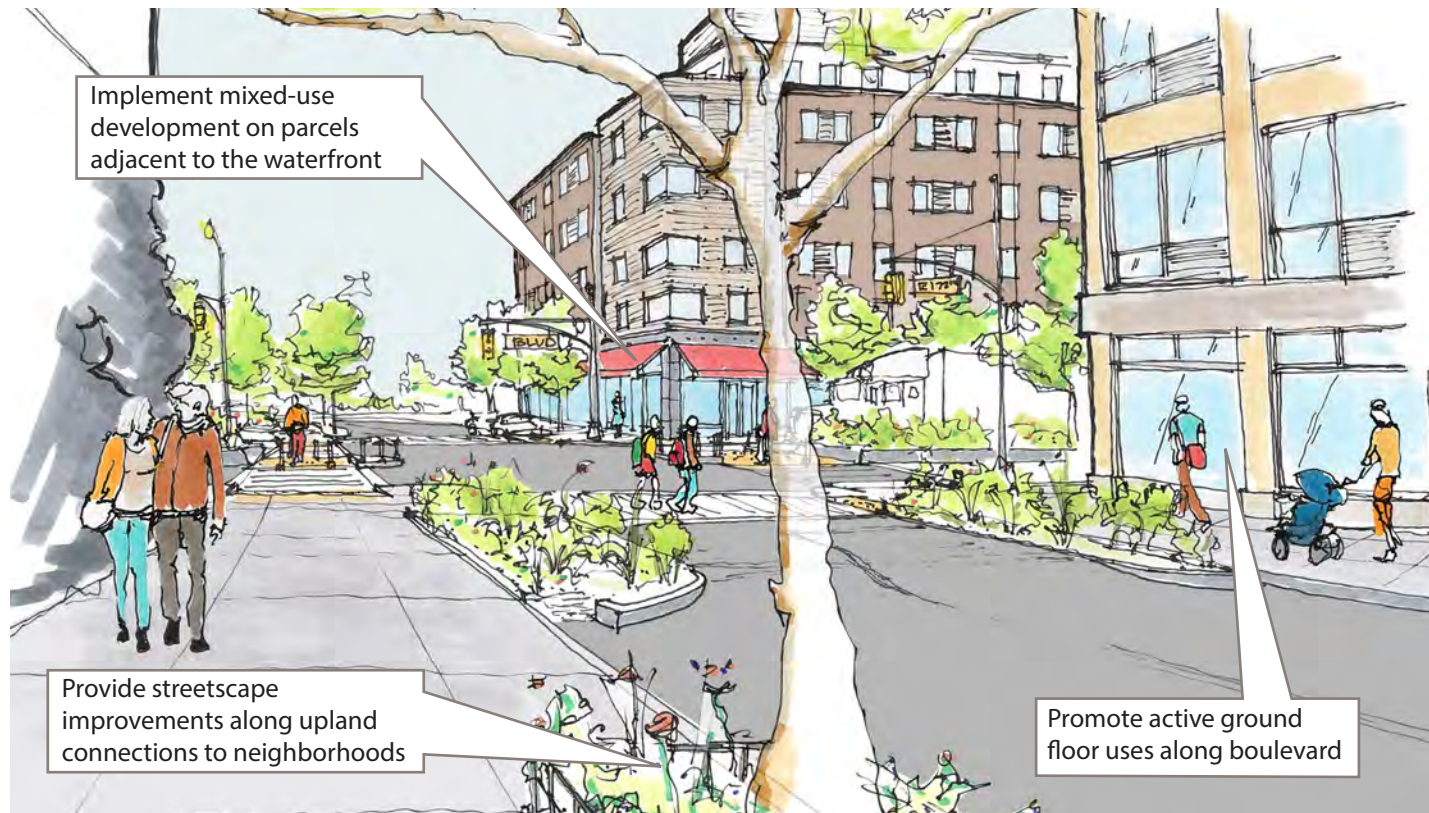 Implement mixed-use
development on parcels
adjacent to the waterfront
BLVD
E 172
Provide streetscape
improvements along upland
connections to neighborhoods
Promote active ground
floor uses along boulevard